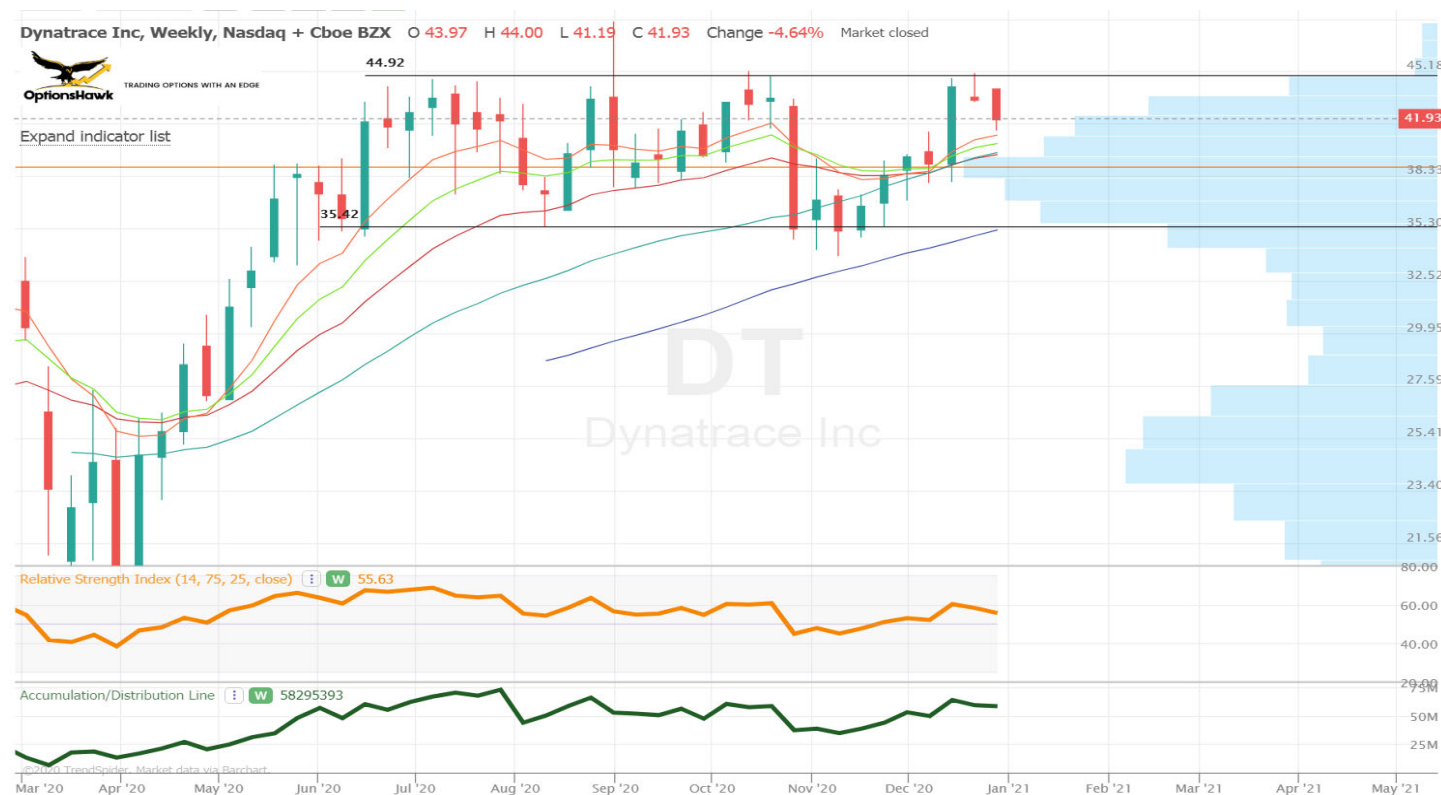 Dynatrace Inc, Weekly, Nasdaq + Cboe BZX O 43.97 H 44.00 L 41.19 C 41.93 Change -4.64% Market closed
OptionsHawk
TRADING OPTIONS WITH AN EDGE
Expand indicator list
44.92
35.42
45.18
41.93
38.33
35.30
32.52
29.95
27.59
25.41
23.40
21.56
DT
Dynatrace Inc
Relative Strength Index (14, 75, 25, close) W 55.63
80.00
60.00
40.00
20.00
Accumulation/Distribution Line W 58295393
75M
50M
25M
©2020 TrendSpider. Market data via Barchart.
Mar '20 Apr '20 May '20 Jun '20 Jul '20 Aug '20 Sep '20 Oct '20 Nov '20 Dec '20 Jan '21 Feb '21 Mar '21 Apr '21 May '21